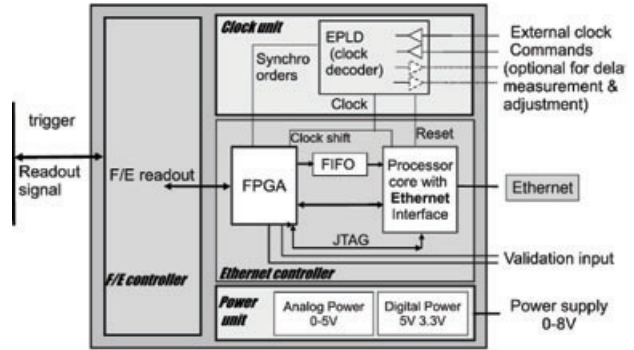 Clock unit
EPLD
(clock
decoder)
Synchro
orders
Clock
External clock
Commands
(optional for dela
measurement &
adjustment)
trigger
Readout
signal
F/E readout
F/E controller
Clock shift
Reset
FPGA
FIFO
Processor
core with
Ethernet
Interface
JTAG
Ethernet
Ethernet controller
Validation input
Power
unit
Analog Power
0-5V
Digital Power
5V 3.3V
Power supply
0-8V